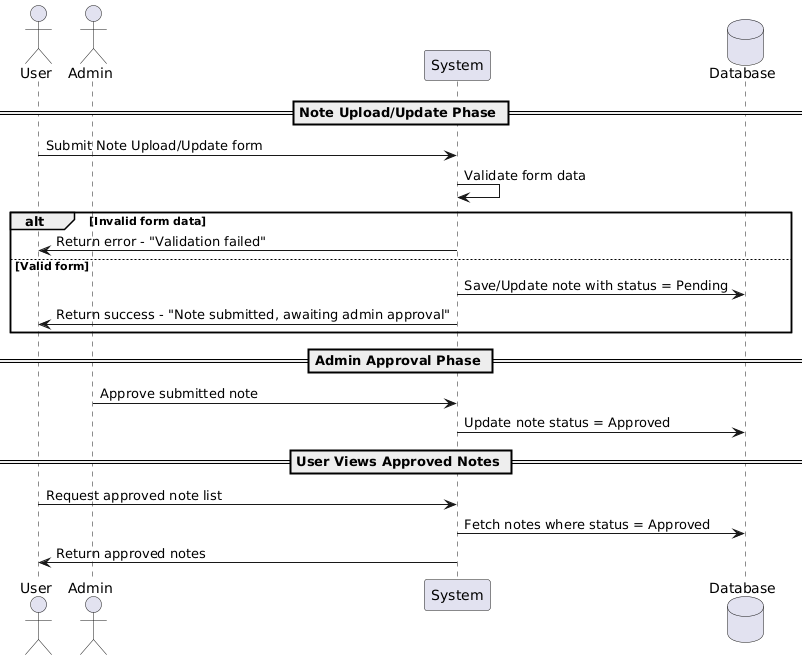 User
Admin
System
Database
Note Upload/Update Phase
Submit Note Upload/Update form
Validate form data
alt [Invalid form data]
Return error - "Validation failed"
[Valid form]
Save/Update note with status = Pending
Return success - "Note submitted, awaiting admin approval"
Admin Approval Phase
Approve submitted note
Update note status = Approved
User Views Approved Notes
Request approved note list
Fetch notes where status = Approved
Return approved notes
User
Admin
System
Database